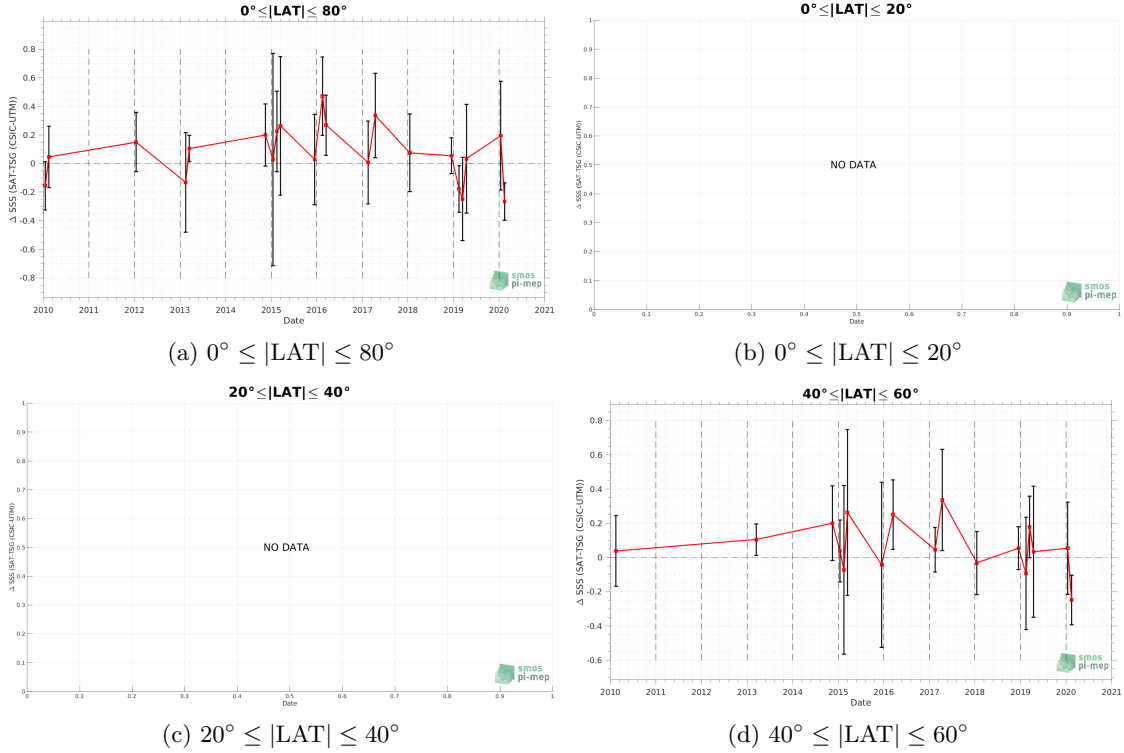 0°≤|LAT|≤ 80°
Δ SSS (SAT-TSG (CSIC-UTM))
0.8
0.6
0.4
0.2
0
-0.2
-0.4
-0.6
-0.8
2010 2011 2012 2013 2014 2015 2016 2017 2018 2019 2020 2021
Date
smos
pi-mep
(a) 0° ≤ |LAT| ≤ 80°
0°≤|LAT|≤ 20°
Δ SSS (SAT-TSG (CSIC-UTM))
1
0.9
0.8
0.7
0.6
0.5
0.4
0.3
0.2
0.1
0
NO DATA
0 0.1 0.2 0.3 0.4 0.5 0.6 0.7 0.8 0.9 1
Date
smos
pi-mep
(b) 0° ≤ |LAT| ≤ 20°
20°≤|LAT|≤ 40°
Δ SSS (SAT-TSG (CSIC-UTM))
1
0.9
0.8
0.7
0.6
0.5
0.4
0.3
0.2
0.1
0
NO DATA
0 0.1 0.2 0.3 0.4 0.5 0.6 0.7 0.8 0.9 1
Date
smos
pi-mep
(c) 20° ≤ |LAT| ≤ 40°
40°≤|LAT|≤ 60°
Δ SSS (SAT-TSG (CSIC-UTM))
0.8
0.6
0.4
0.2
0
-0.2
-0.4
-0.6
2010 2011 2012 2013 2014 2015 2016 2017 2018 2019 2020 2021
Date
smos
pi-mep
(d) 40° ≤ |LAT| ≤ 60°